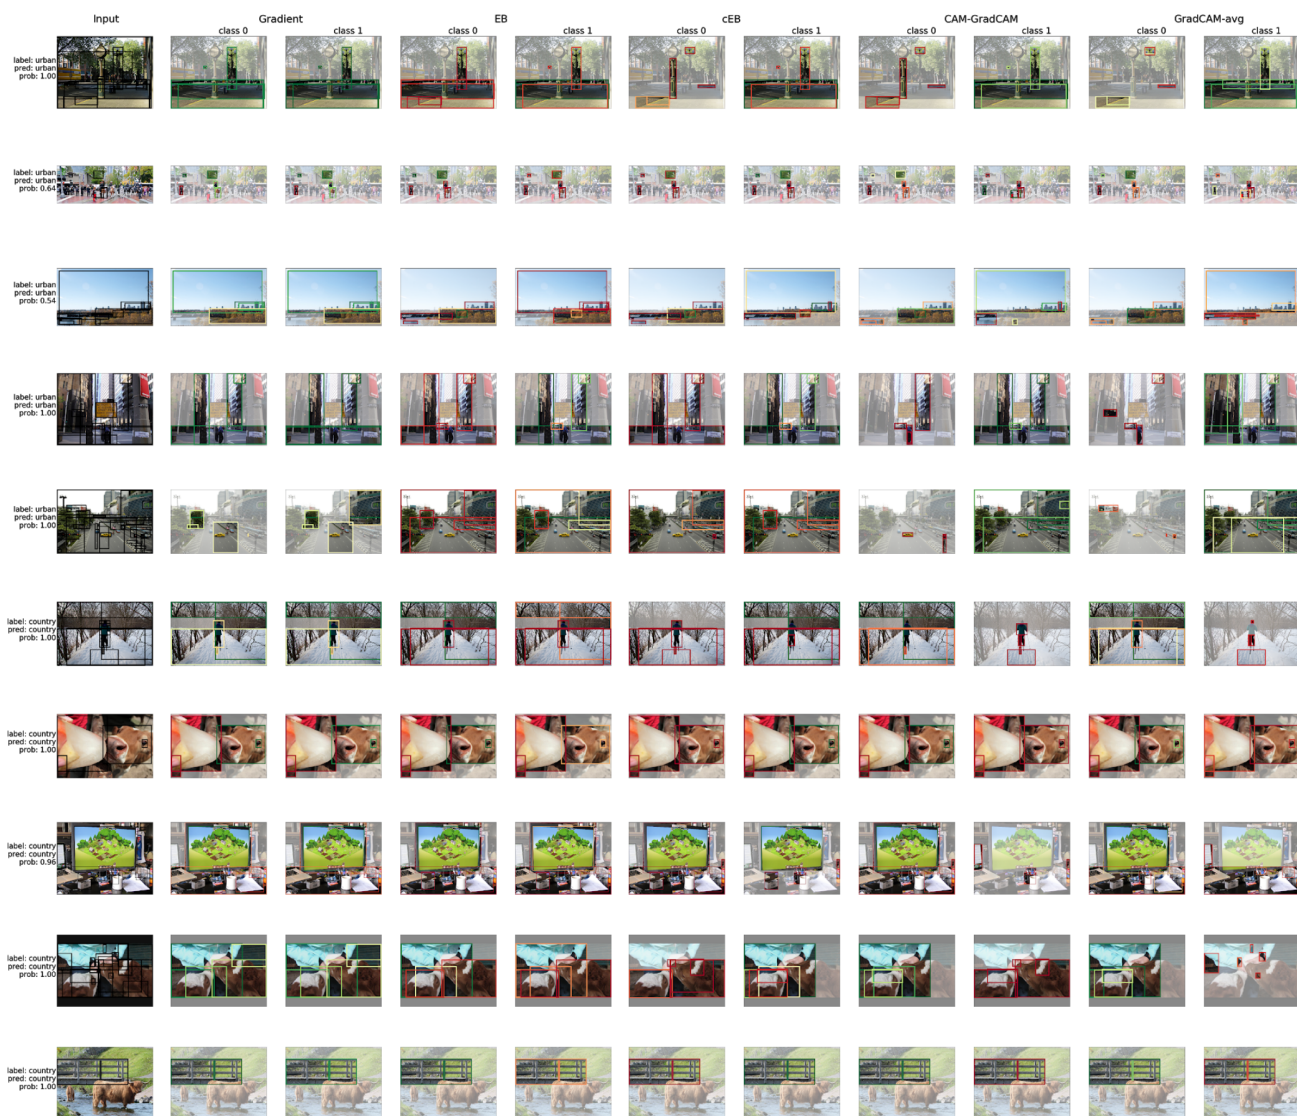 Input Gradient EB cEB CAM-GradCAM GradCAM-avg
class 0 class 1 class 0 class 1 class 0 class 1 class 0 class 1 class 0 class 1
label: urban
pred: urban
prob: 1.00
label: urban
pred: urban
prob: 0.64
label: urban
pred: urban
prob: 0.54
label: urban
pred: urban
prob: 1.00
label: urban
pred: urban
prob: 1.00
label: country
pred: country
prob: 1.00
label: country
pred: country
prob: 1.00
label: country
pred: country
prob: 0.96
label: country
pred: country
prob: 1.00
label: country
pred: country
prob: 1.00